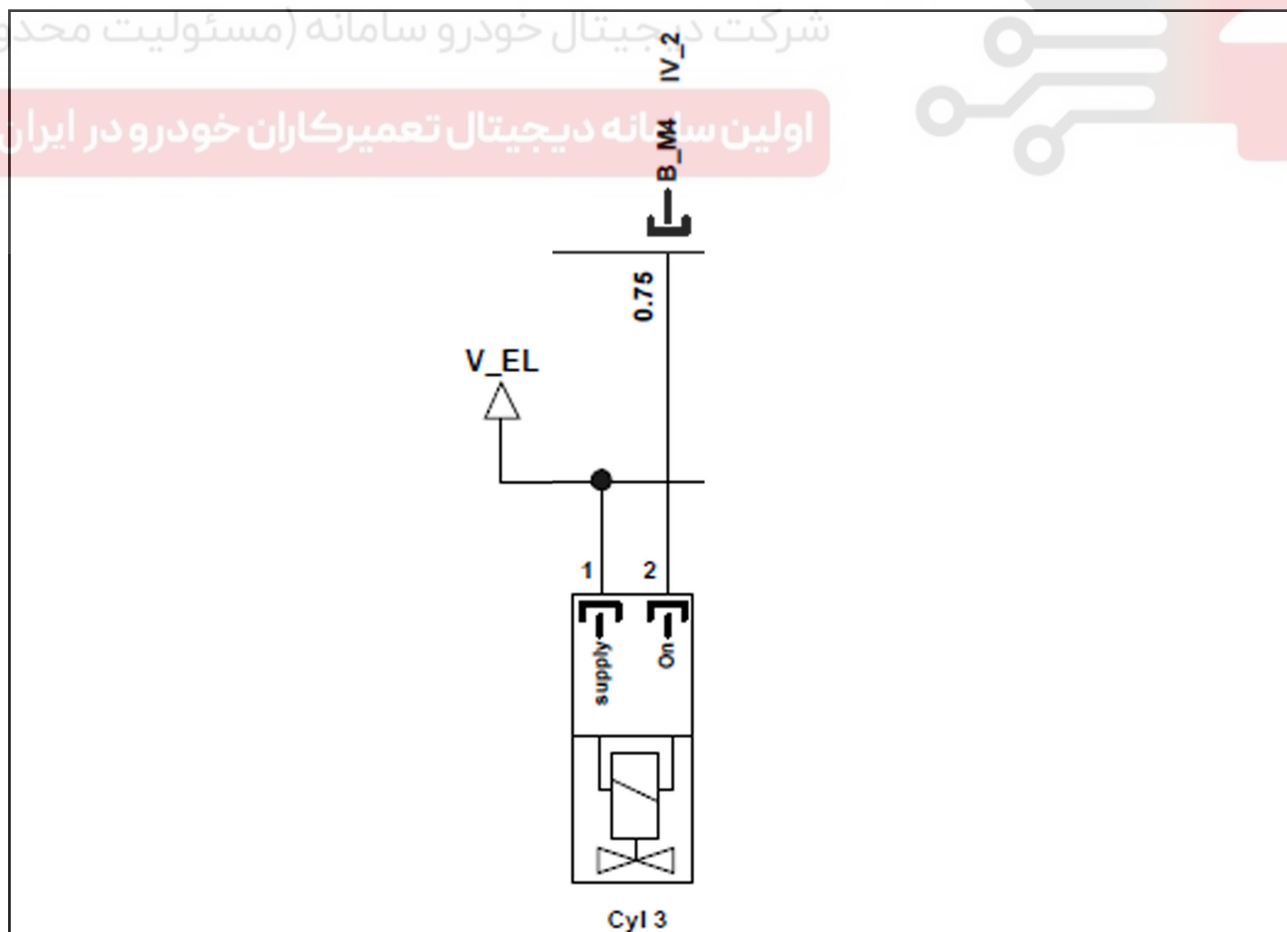 شرکت دیجیتال خودرو سامانه (مسئولیت محدو
اولین سامانه دیجیتال تعمیرکاران خودرو در ایران
B_M4 IV_2
0.75
V_EL
1 2
supply On
Cyl 3